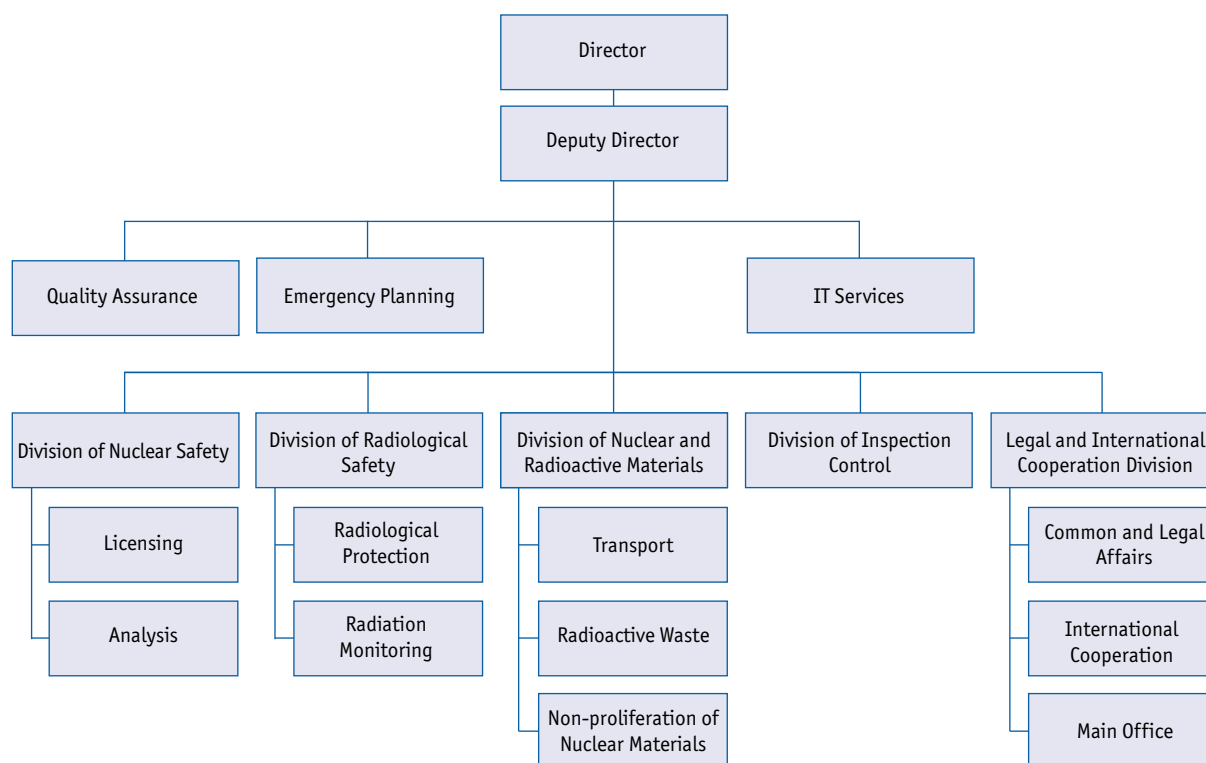 Director
Deputy Director
Quality Assurance
Emergency Planning
IT Services
Division of Nuclear Safety
Division of Radiological
Safety
Division of Nuclear and
Radioactive Materials
Division of Inspection
Control
Legal and International
Cooperation Division
Licensing
Analysis
Radiological
Protection
Radiation
Monitoring
Transport
Radioactive Waste
Non-proliferation of
Nuclear Materials
Common and Legal
Affairs
International
Cooperation
Main Office